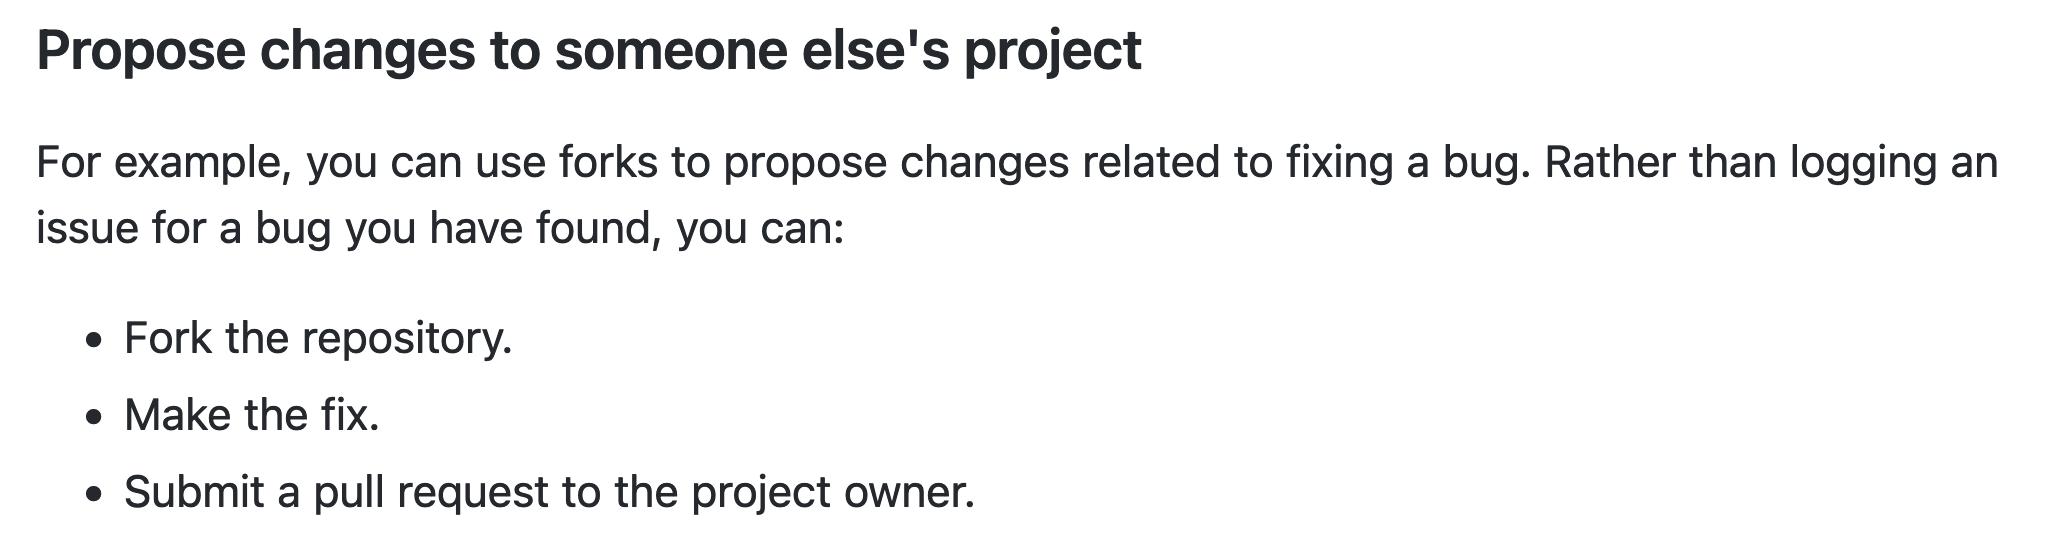 Propose changes to someone else's project
For example, you can use forks to propose changes related to fixing a bug. Rather than logging an
issue for a bug you have found, you can:
• Fork the repository.
• Make the fix.
• Submit a pull request to the project owner.